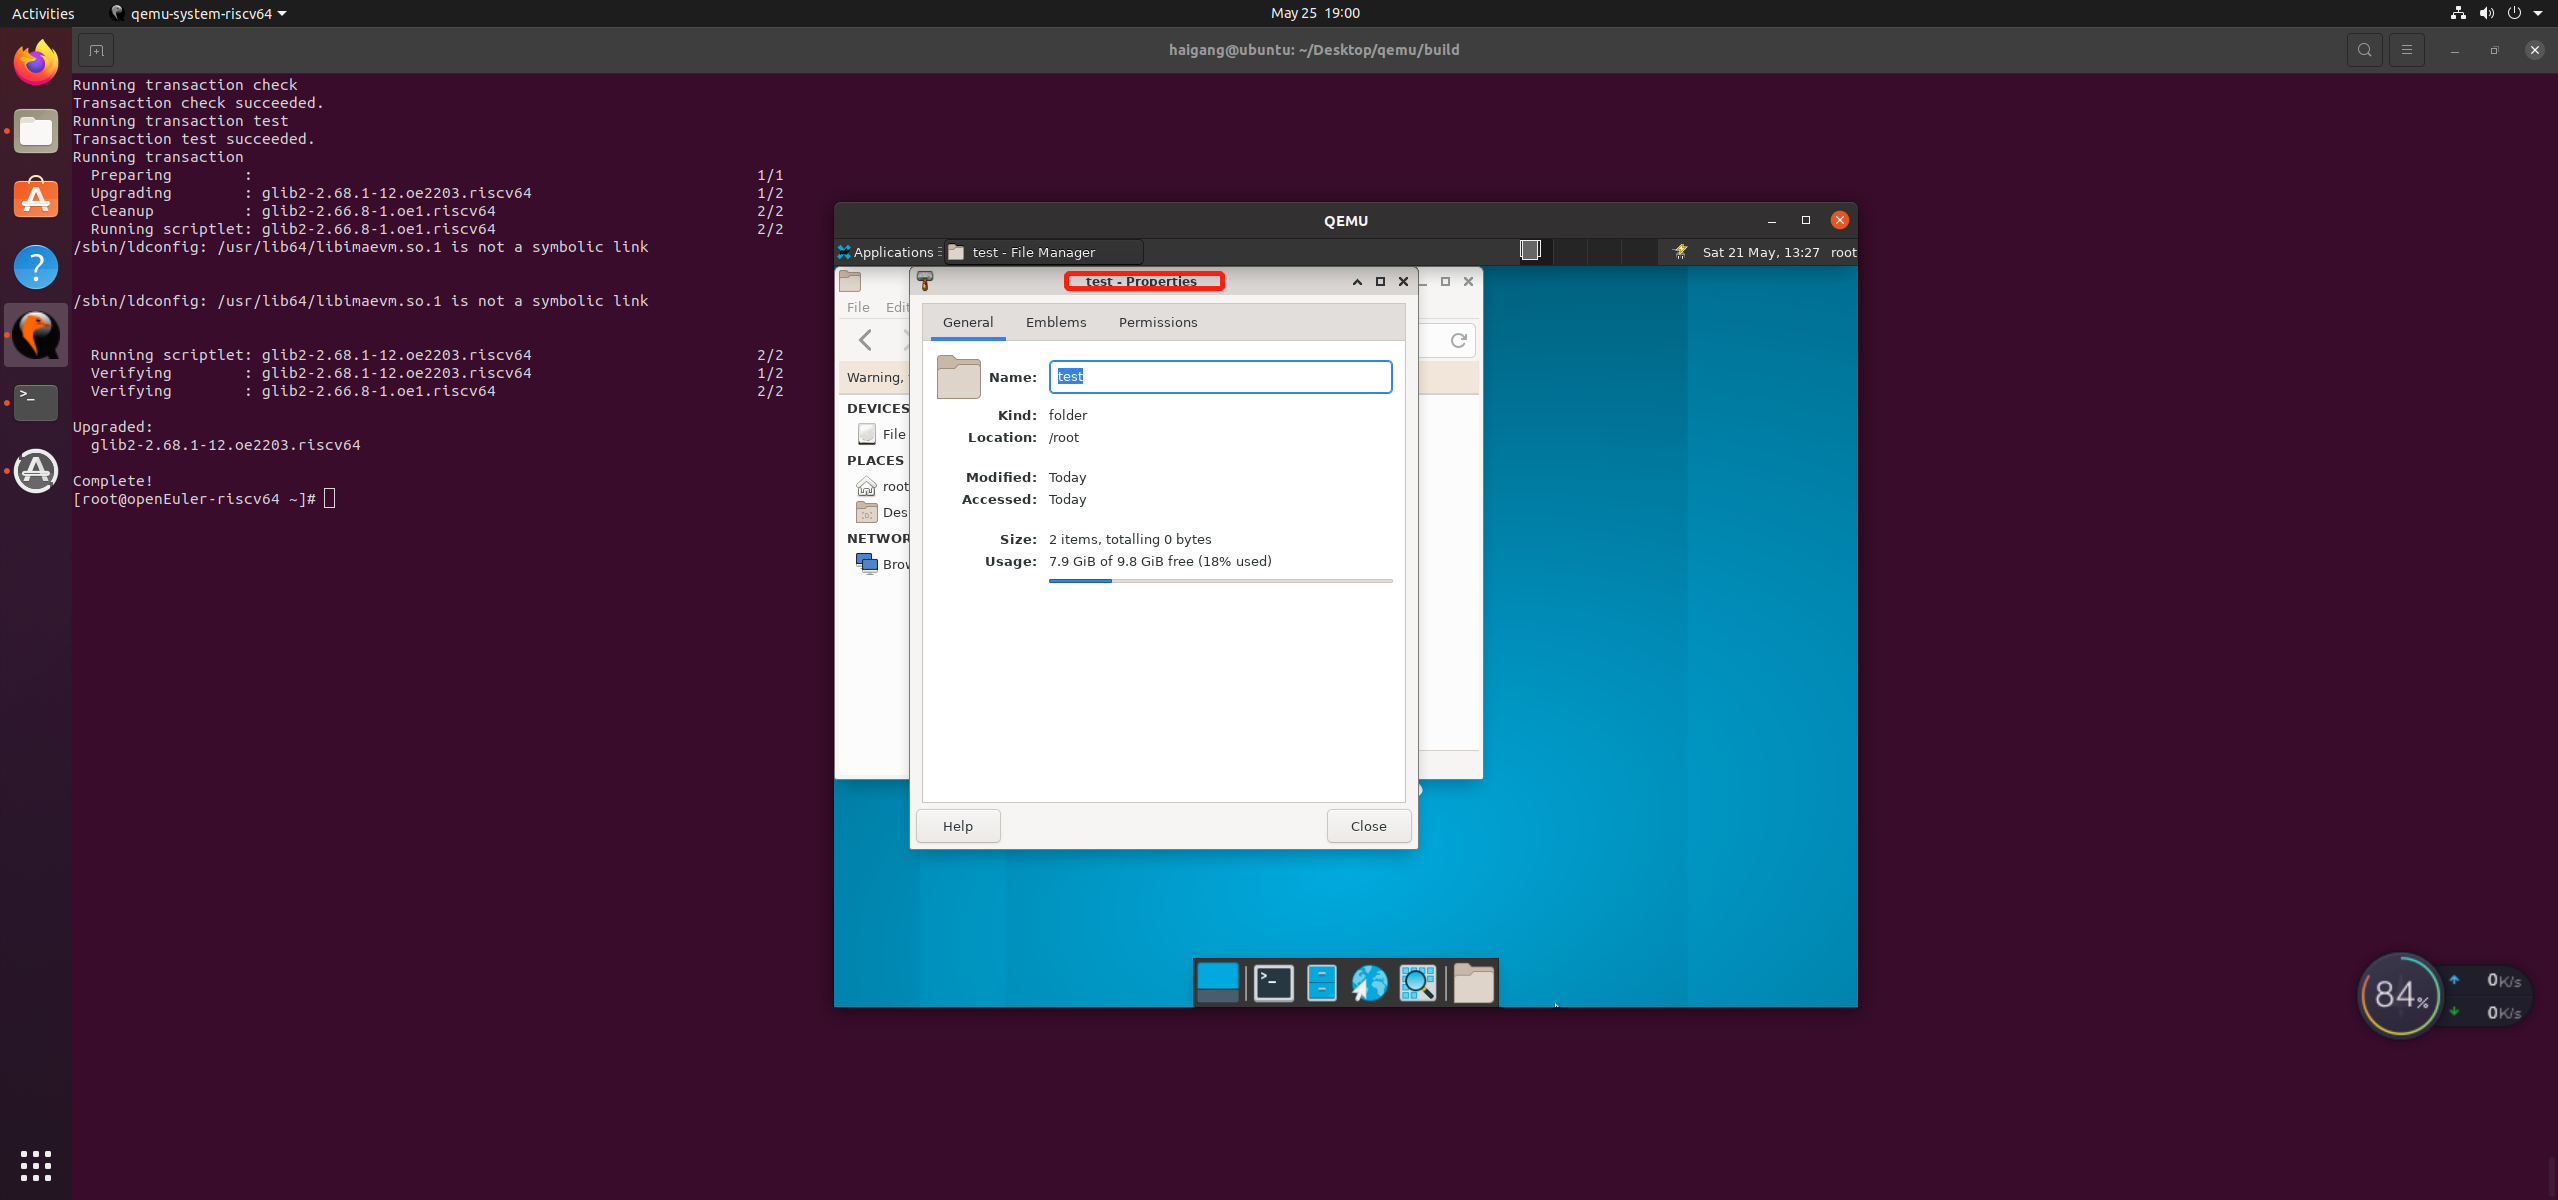 Activities
qemu-system-riscv64
May 25 19:00
haigang@ubuntu: ~/Desktop/qemu/build
Running transaction check
Transaction check succeeded.
Running transaction test
Transaction test succeeded.
Running transaction
Preparing        :                                                        1/1
Upgrading        : glib2-2.68.1-12.oe2203.riscv64                         1/2
Cleanup          : glib2-2.66.8-1.oe1.riscv64                             2/2
Running scriptlet: glib2-2.66.8-1.oe1.riscv64                             2/2
/sbin/ldconfig: /usr/lib64/libimaevm.so.1 is not a symbolic link
/sbin/ldconfig: /usr/lib64/libimaevm.so.1 is not a symbolic link
Running scriptlet: glib2-2.68.1-12.oe2203.riscv64                         2/2
Verifying        : glib2-2.68.1-12.oe2203.riscv64                         1/2
Verifying        : glib2-2.66.8-1.oe1.riscv64                             2/2
Upgraded:
glib2-2.68.1-12.oe2203.riscv64
Complete!
[root@openEuler-riscv64 ~]#
QEMU
Applications
test - File Manager
Sat 21 May, 13:27
root
test - Properties
File
Edit
General
Emblems
Permissions
Warning,
Name: test
Kind: folder
Location: /root
Modified: Today
Accessed: Today
Size: 2 items, totalling 0 bytes
Usage: 7.9 GiB of 9.8 GiB free (18% used)
DEVICES
File
PLACES
root
Des
NETWOR
Brow
Help
Close
84%
0K/s
0K/s